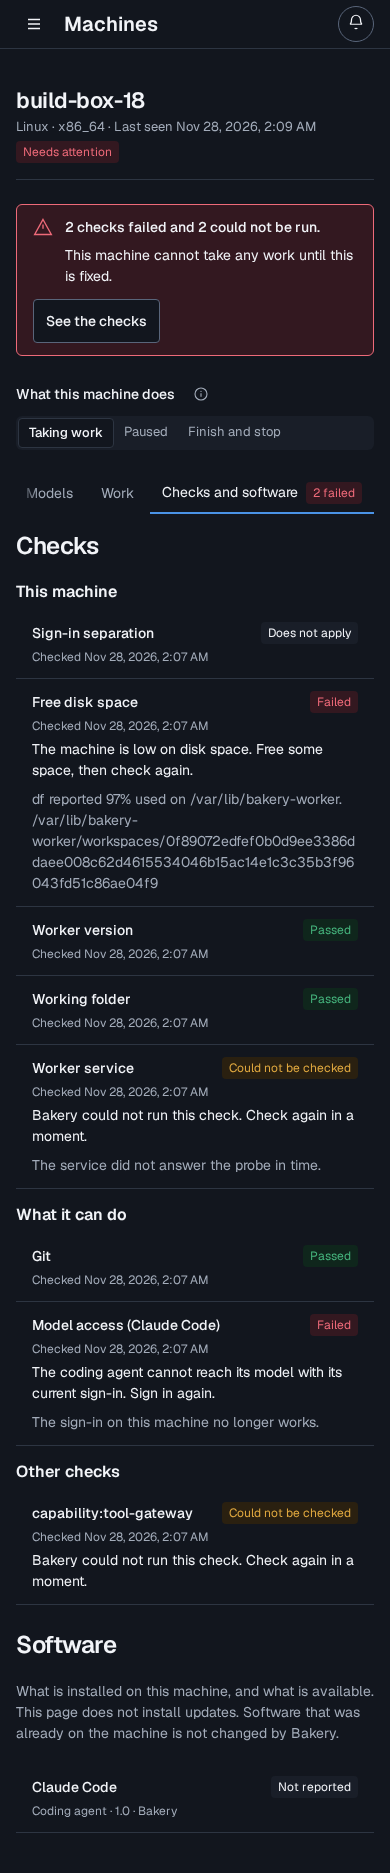 Machines
build-box-18
Linux · x86_64 · Last seen Nov 28, 2026, 2:09 AM
Needs attention
2 checks failed and 2 could not be run.
This machine cannot take any work until this
is fixed.
See the checks
What this machine does
Taking work Paused Finish and stop
Models Work Checks and software 2 failed
Checks
This machine
Sign-in separation Does not apply
Checked Nov 28, 2026, 2:07 AM
Free disk space Failed
Checked Nov 28, 2026, 2:07 AM
The machine is low on disk space. Free some
space, then check again.
df reported 97% used on /var/lib/bakery-worker.
/var/lib/bakery-
worker/workspaces/0f89072edfef0b0d9ee3386d
daee008c62d4615534046b15ac14e1c3c35b3f96
043fd51c86ae04f9
Worker version Passed
Checked Nov 28, 2026, 2:07 AM
Working folder Passed
Checked Nov 28, 2026, 2:07 AM
Worker service Could not be checked
Checked Nov 28, 2026, 2:07 AM
Bakery could not run this check. Check again in a
moment.
The service did not answer the probe in time.
What it can do
Git Passed
Checked Nov 28, 2026, 2:07 AM
Model access (Claude Code) Failed
Checked Nov 28, 2026, 2:07 AM
The coding agent cannot reach its model with its
current sign-in. Sign in again.
The sign-in on this machine no longer works.
Other checks
capability:tool-gateway Could not be checked
Checked Nov 28, 2026, 2:07 AM
Bakery could not run this check. Check again in a
moment.
Software
What is installed on this machine, and what is available.
This page does not install updates. Software that was
already on the machine is not changed by Bakery.
Claude Code Not reported
Coding agent · 1.0 · Bakery